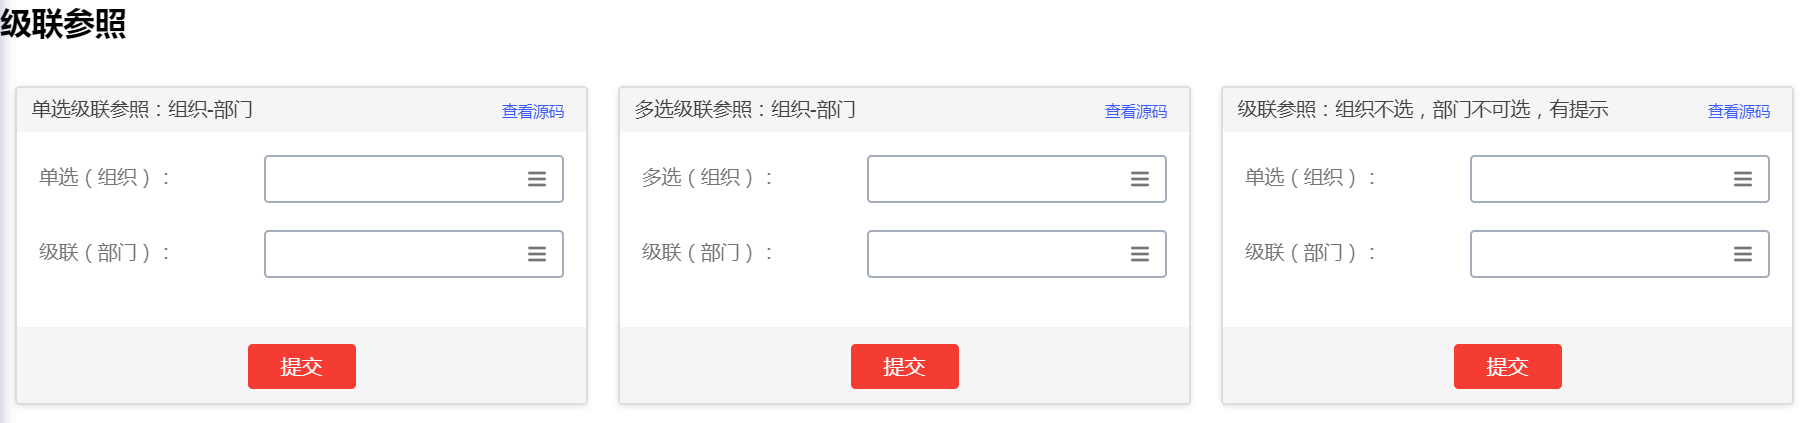 级联参照
单选级联参照：组织-部门 查看源码
单选（组织）：
级联（部门）：
提交
多选级联参照：组织-部门 查看源码
多选（组织）：
级联（部门）：
提交
级联参照：组织不选，部门不可选，有提示 查看源码
单选（组织）：
级联（部门）：
提交